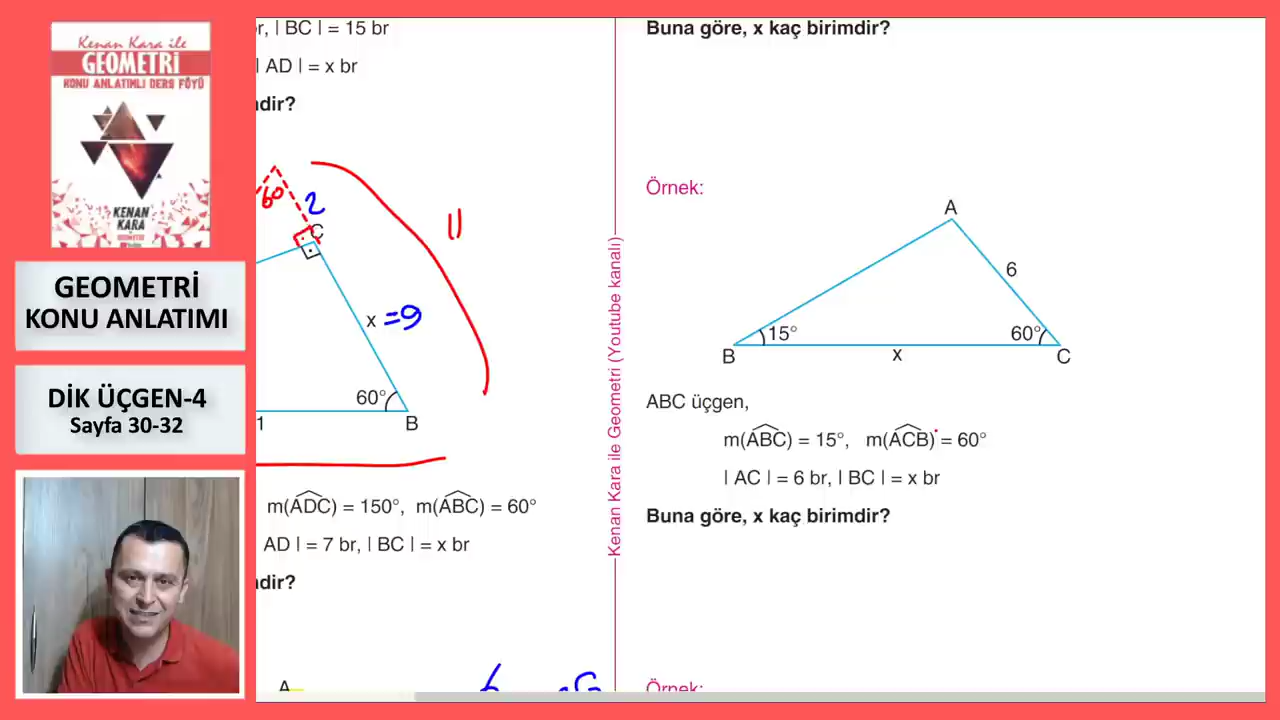 Kenan Kara ile
GEOMETRİ
KONU ANLATIMLI DERS FÖYÜ
KENAN
KARA
GEOMETRİ
KONU ANLATIMI
DİK ÜÇGEN-4
Sayfa 30-32
r, | BC | = 15 br
| AD | = x br
ndir?
60
2
C
11
x =9
60°
1
B
m(ADC) = 150°, m(ABC) = 60°
AD | = 7 br, | BC | = x br
ndir?
A
6
Kenan Kara ile Geometri (Youtube kanalı)
Buna göre, x kaç birimdir?
Örnek:
A
6
15°
60°
B
x
C
ABC üçgen,
m(ABC) = 15°, m(ACB) = 60°
| AC | = 6 br, | BC | = x br
Buna göre, x kaç birimdir?
Örnek: